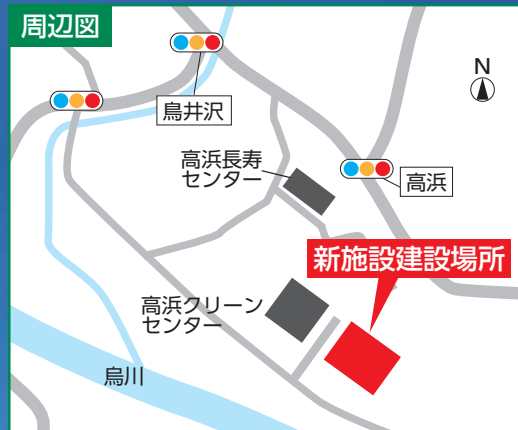 周辺図
鳥井沢
N
高浜長寿
センター
高浜
新施設建設場所
高浜クリーン
センター
烏川